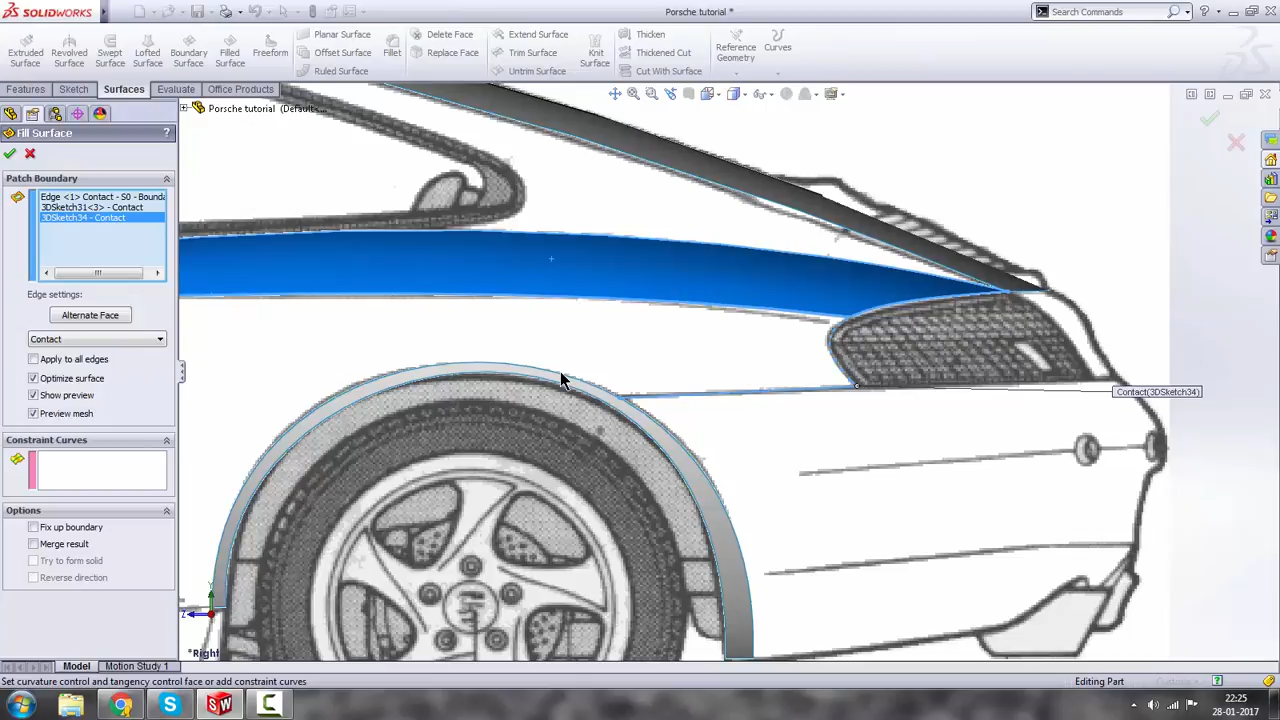 SOLIDWORKS
Porsche tutorial *
Search Commands
Extruded Surface
Revolved Surface
Swept Surface
Lofted Surface
Boundary Surface
Filled Surface
Freeform
Planar Surface
Offset Surface
Ruled Surface
Fillet
Delete Face
Replace Face
Extend Surface
Trim Surface
Untrim Surface
Knit Surface
Thicken
Thickened Cut
Cut With Surface
Reference Geometry
Curves
Features
Sketch
Surfaces
Evaluate
Office Products
Porsche tutorial (Default<...
Fill Surface
?
Patch Boundary
Edge <1> Contact - S0 - Bounda
3DSketch31<3> - Contact
3DSketch34 - Contact
Edge settings:
Alternate Face
Contact
Apply to all edges
Optimize surface
Show preview
Preview mesh
Constraint Curves
Options
Fix up boundary
Merge result
Try to form solid
Reverse direction
Contact(3DSketch34)
Y
Z
*Right
Model
Motion Study 1
Set curvature control and tangency control face or add constraint curves
Editing Part
Custom
22:25
28-01-2017